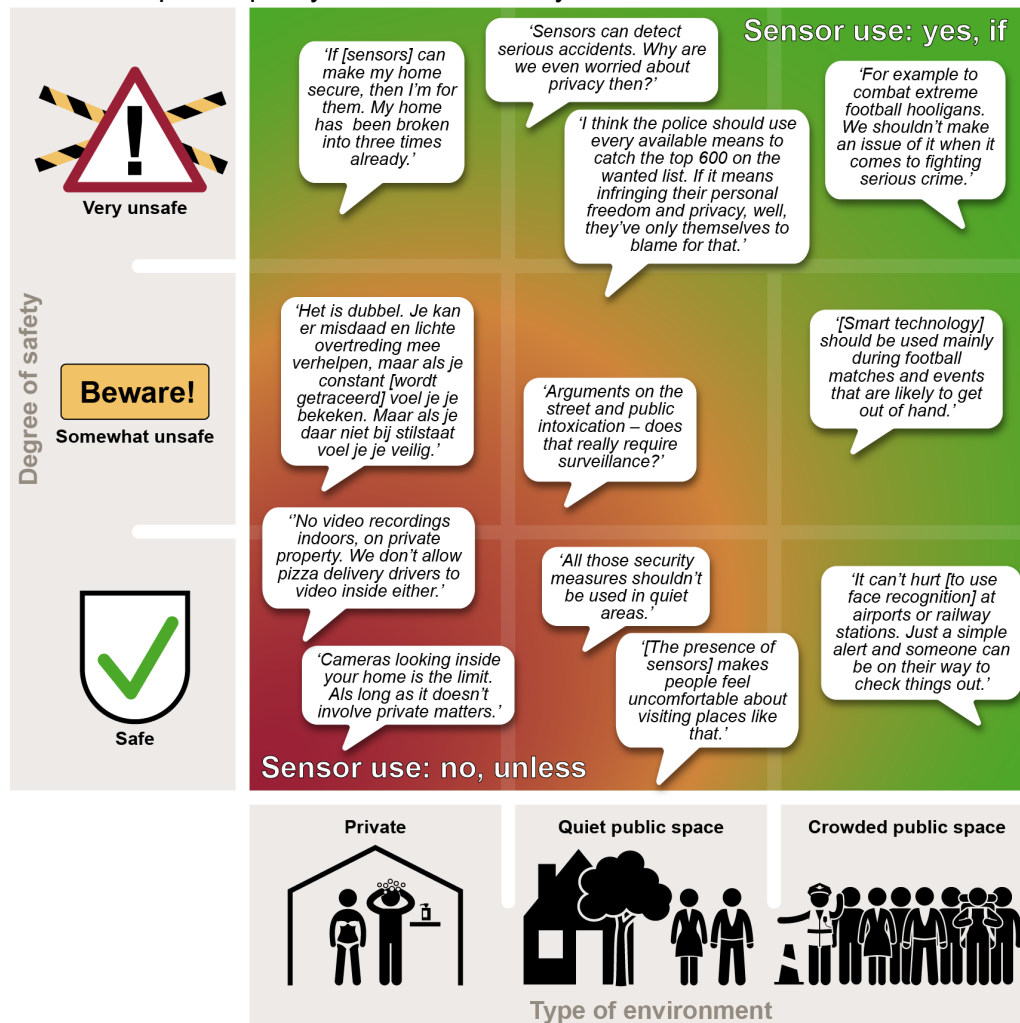 Sensor use: yes, if
‘If [sensors] can
make my home
secure, then I’m for
them. My home
has been broken
into three times
already.’
‘Sensors can detect
serious accidents. Why are
we even worried about
privacy then?’
‘For example to
combat extreme
football hooligans.
We shouldn’t make
an issue of it when it
comes to fighting
serious crime.’
‘I think the police should use
every available means to
catch the top 600 on the
wanted list. If it means
infringing their personal
freedom and privacy, well,
they’ve only themselves to
blame for that.’
Very unsafe
Degree of safety
‘Het is dubbel. Je kan
er misdaad en lichte
overtreding mee
verhelpen, maar als je
constant [wordt
getraceerd] voel je je
bekeken. Maar als je
daar niet bij stilstaat
voel je je veilig.’
‘[Smart technology]
should be used mainly
during football
matches and events
that are likely to get
out of hand.’
Beware!
Somewhat unsafe
‘Arguments on the
street and public
intoxication – does
that really require
surveillance?’
‘’No video recordings
indoors, on private
property. We don’t allow
pizza delivery drivers to
video inside either.’
‘All those security
measures shouldn’t
be used in quiet
areas.’
‘It can’t hurt [to use
face recognition] at
airports or railway
stations. Just a simple
alert and someone can
be on their way to
check things out.’
‘Cameras looking inside
your home is the limit.
Als long as it doesn’t
involve private matters.’
‘[The presence of
sensors] makes
people feel
uncomfortable about
visiting places like
that.’
Safe
Sensor use: no, unless
Private
Quiet public space
Crowded public space
Type of environment